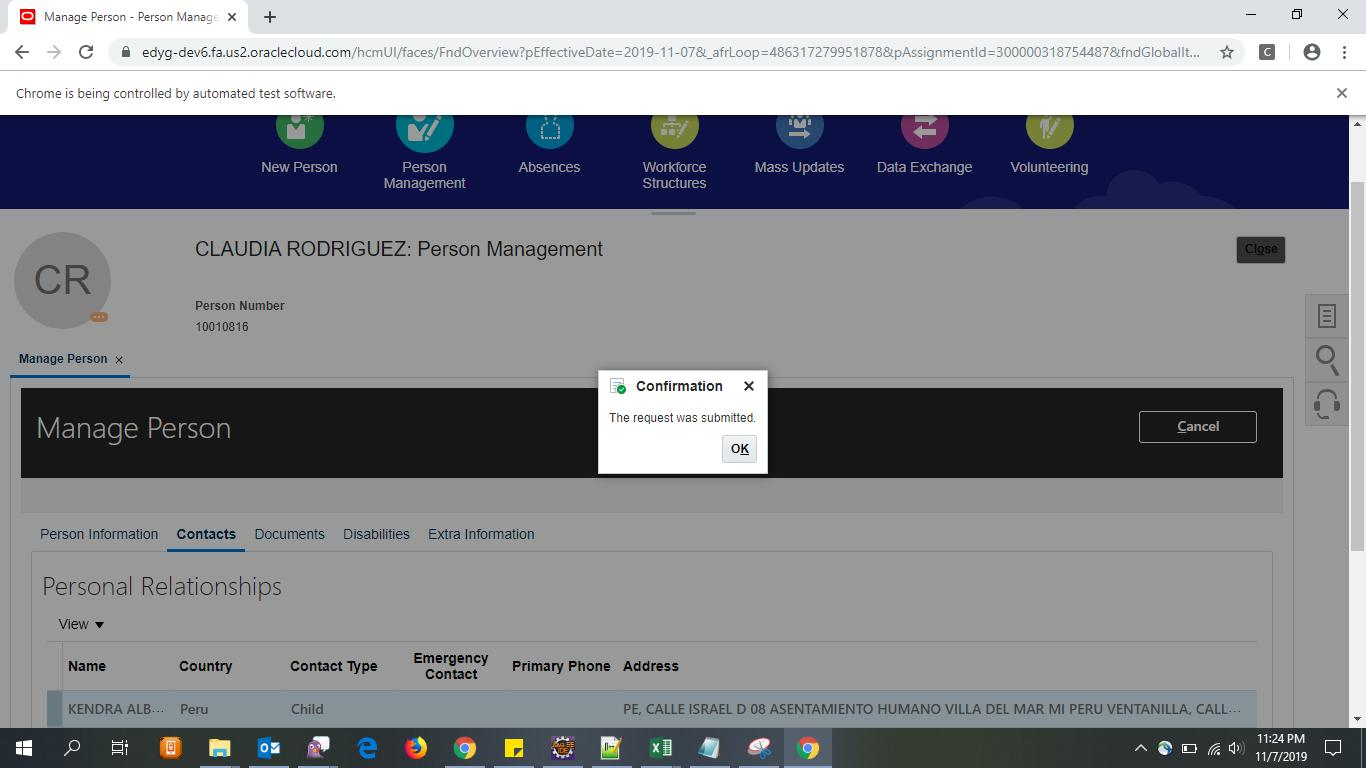 Manage Person - Person Manage
edyg-dev6.fa.us2.oraclecloud.com/hcmUI/faces/FndOverview?pEffectiveDate=2019-11-07&_afrLoop=486317279951878&pAssignmentId=300000318754487&fndGlobalIt...
C
Chrome is being controlled by automated test software.
New Person
Person
Management
Absences
Workforce
Structures
Mass Updates
Data Exchange
Volunteering
CR
CLAUDIA RODRIGUEZ: Person Management
Close
Person Number
10010816
Manage Person
Confirmation
The request was submitted.
OK
Manage Person
Cancel
Person Information Contacts Documents Disabilities Extra Information
Personal Relationships
View
Name Country Contact Type Emergency Contact Primary Phone Address
KENDRA ALB... Peru Child PE, CALLE ISRAEL D 08 ASENTAMIENTO HUMANO VILLA DEL MAR MI PERU VENTANILLA, CALL...
11:24 PM
11/7/2019